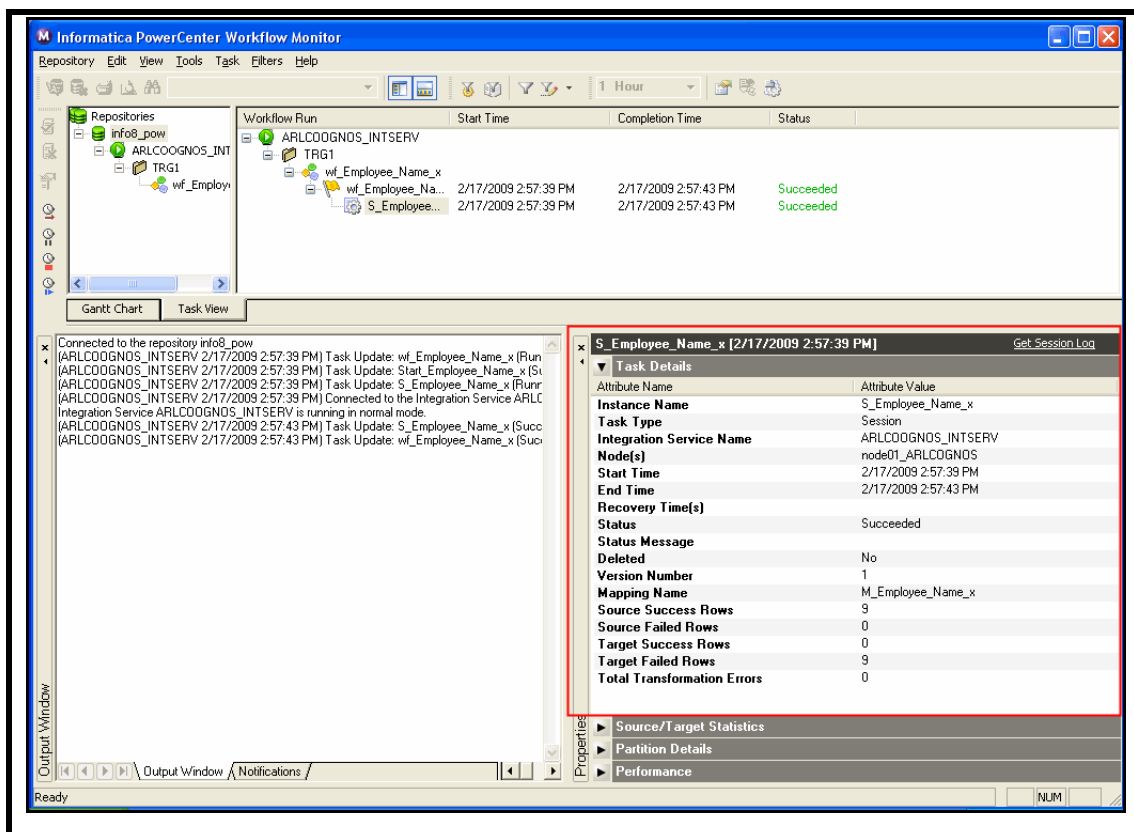 Informatica PowerCenter Workflow Monitor
Repository Edit View Tools Task Filters Help
1 Hour
Repositories
info8_pow
ARLCOOGNOS_INT
TRG1
wf_Employ
Workflow Run Start Time Completion Time Status
ARLCOOGNOS_INTSERV
TRG1
wf_Employee_Name_x
wf_Employee_Na... 2/17/2009 2:57:39 PM 2/17/2009 2:57:43 PM Succeeded
S_Employee... 2/17/2009 2:57:39 PM 2/17/2009 2:57:43 PM Succeeded
Gantt Chart Task View
Connected to the repository info8_pow
(ARLCOOGNOS_INTSERV 2/17/2009 2:57:39 PM) Task Update: wf_Employee_Name_x (Run
(ARLCOOGNOS_INTSERV 2/17/2009 2:57:39 PM) Task Update: Start_Employee_Name_x (Su
(ARLCOOGNOS_INTSERV 2/17/2009 2:57:39 PM) Task Update: S_Employee_Name_x (Runr
(ARLCOOGNOS_INTSERV 2/17/2009 2:57:39 PM) Connected to the Integration Service ARLC
Integration Service ARLCOOGNOS_INTSERV is running in normal mode.
(ARLCOOGNOS_INTSERV 2/17/2009 2:57:43 PM) Task Update: S_Employee_Name_x (Succ
(ARLCOOGNOS_INTSERV 2/17/2009 2:57:43 PM) Task Update: wf_Employee_Name_x (Suc
Output Window
Output Window Notifications
S_Employee_Name_x [2/17/2009 2:57:39 PM] Get Session Log
Task Details
Attribute Name Attribute Value
Instance Name S_Employee_Name_x
Task Type Session
Integration Service Name ARLCOOGNOS_INTSERV
Node(s) node01_ARLCOGNOS
Start Time 2/17/2009 2:57:39 PM
End Time 2/17/2009 2:57:43 PM
Recovery Time(s)
Status Succeeded
Status Message
Deleted No
Version Number 1
Mapping Name M_Employee_Name_x
Source Success Rows 9
Source Failed Rows 0
Target Success Rows 0
Target Failed Rows 9
Total Transformation Errors 0
Properties
Source/Target Statistics
Partition Details
Performance
Ready
NUM